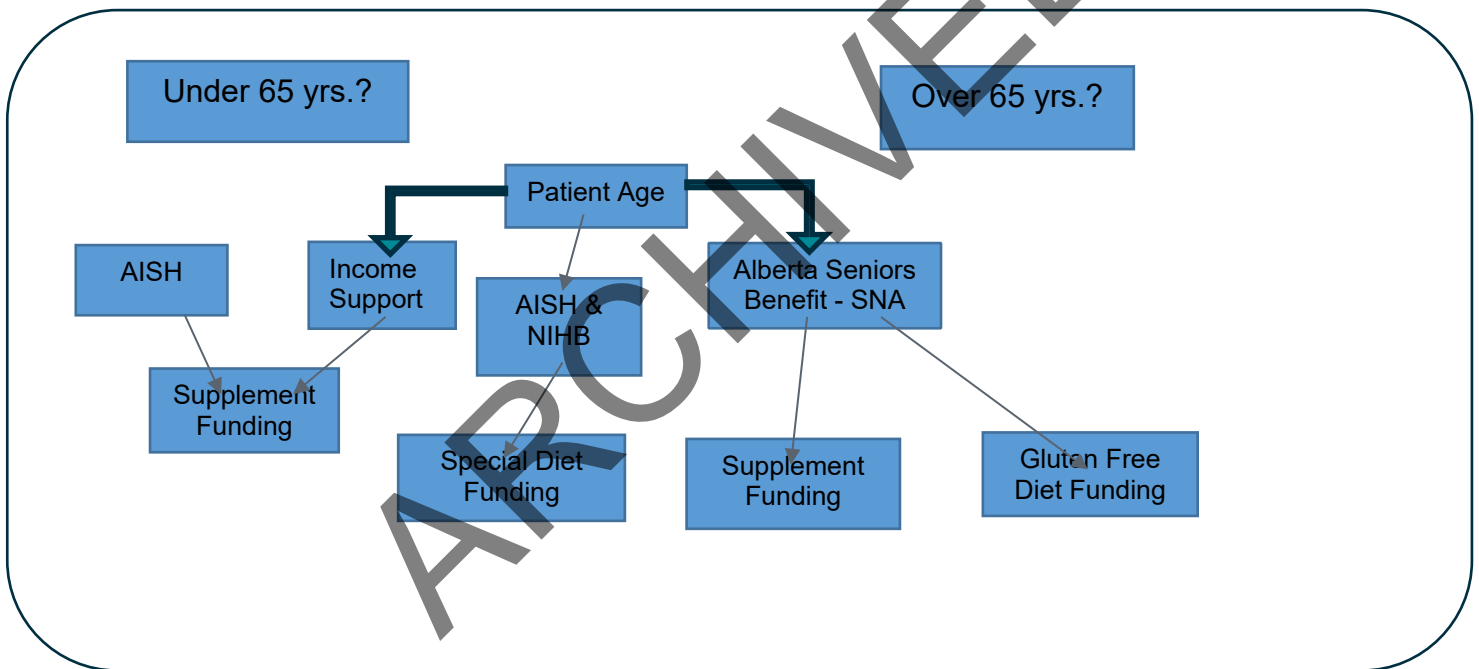 Under 65 yrs.?
Over 65 yrs.?
Patient Age
AISH
Income
Support
AISH &
NIHB
Alberta Seniors
Benefit - SNA
Supplement
Funding
Special Diet
Funding
Supplement
Funding
Gluten Free
Diet Funding
ARCHIVED